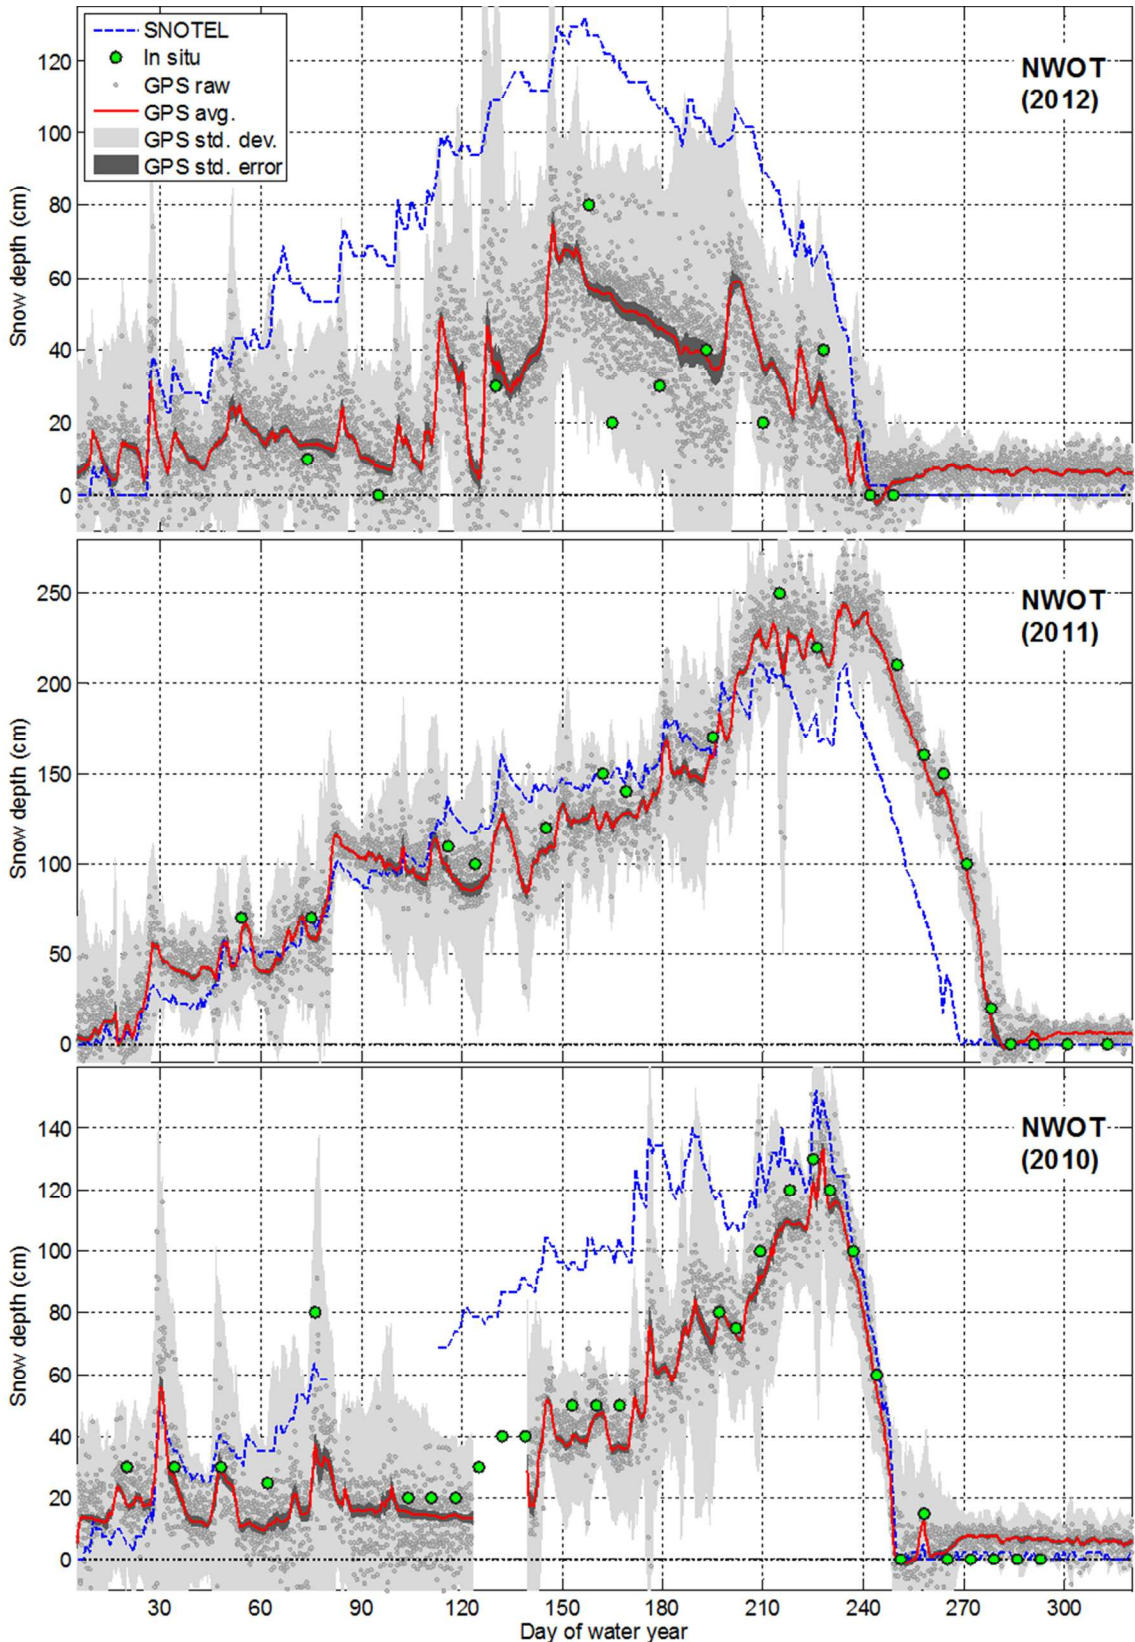 SNOTEL
In situ
GPS raw
GPS avg.
GPS std. dev.
GPS std. error
NWOT
(2012)
Snow depth (cm)
120
100
80
60
40
20
0
NWOT
(2011)
Snow depth (cm)
250
200
150
100
50
0
NWOT
(2010)
Snow depth (cm)
140
120
100
80
60
40
20
0
30 60 90 120 150 180 210 240 270 300
Day of water year